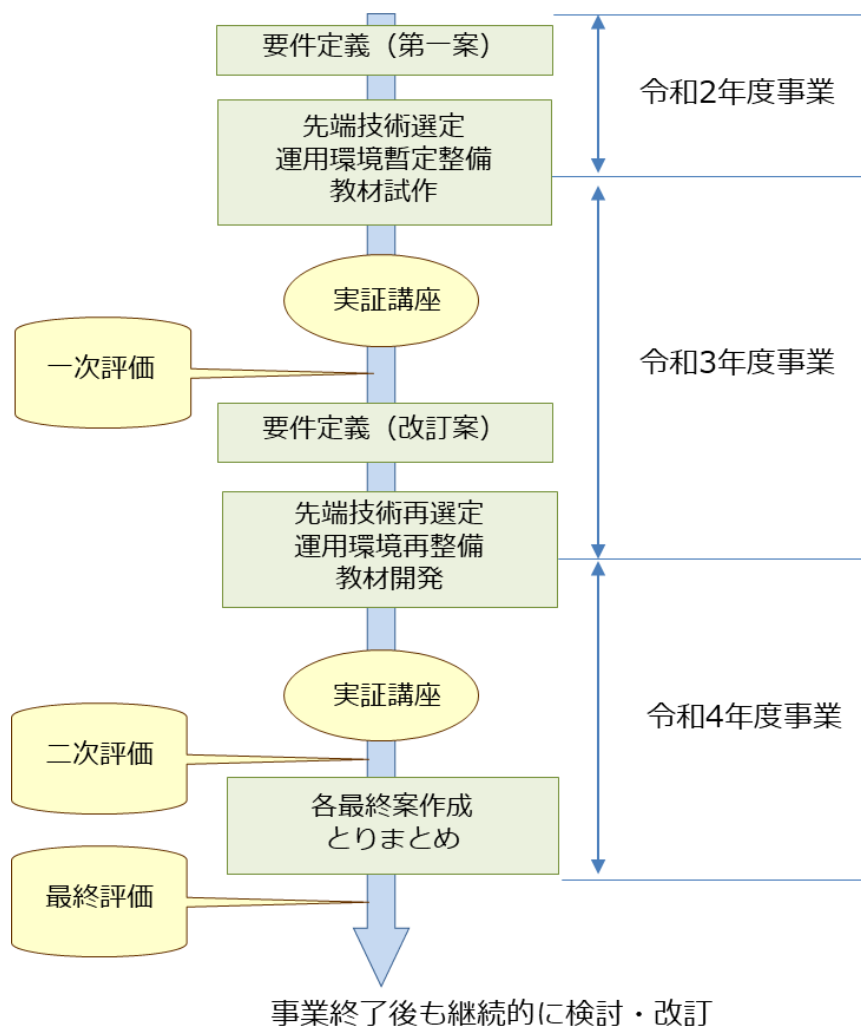 要件定義（第一案）
令和2年度事業
先端技術選定
運用環境暫定整備
教材試作
実証講座
一次評価
令和3年度事業
要件定義（改訂案）
先端技術再選定
運用環境再整備
教材開発
実証講座
令和4年度事業
二次評価
各最終案作成
とりまとめ
最終評価
事業終了後も継続的に検討・改訂